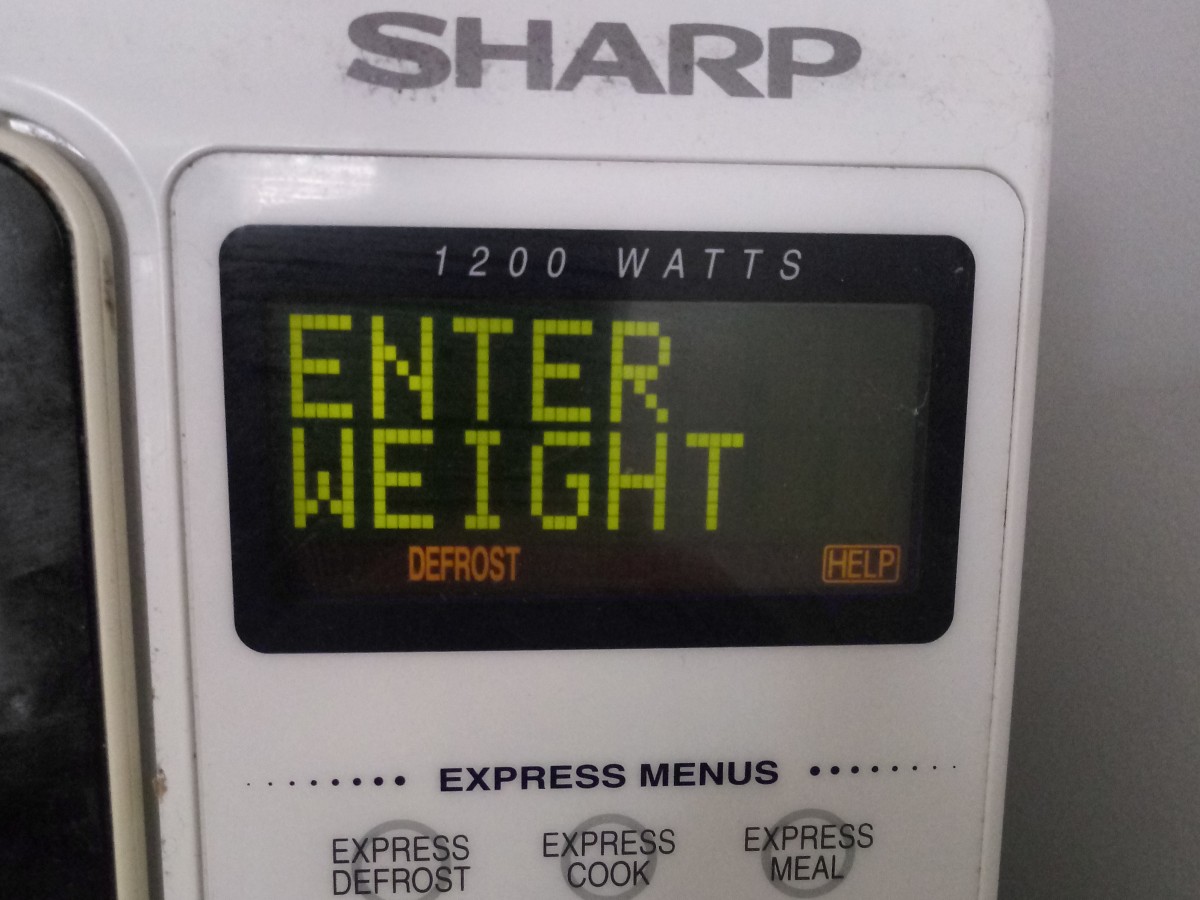 SHARP
1200 WATTS
ENTER
WEIGHT
DEFROST HELP
EXPRESS MENUS
EXPRESS DEFROST
EXPRESS COOK
EXPRESS MEAL